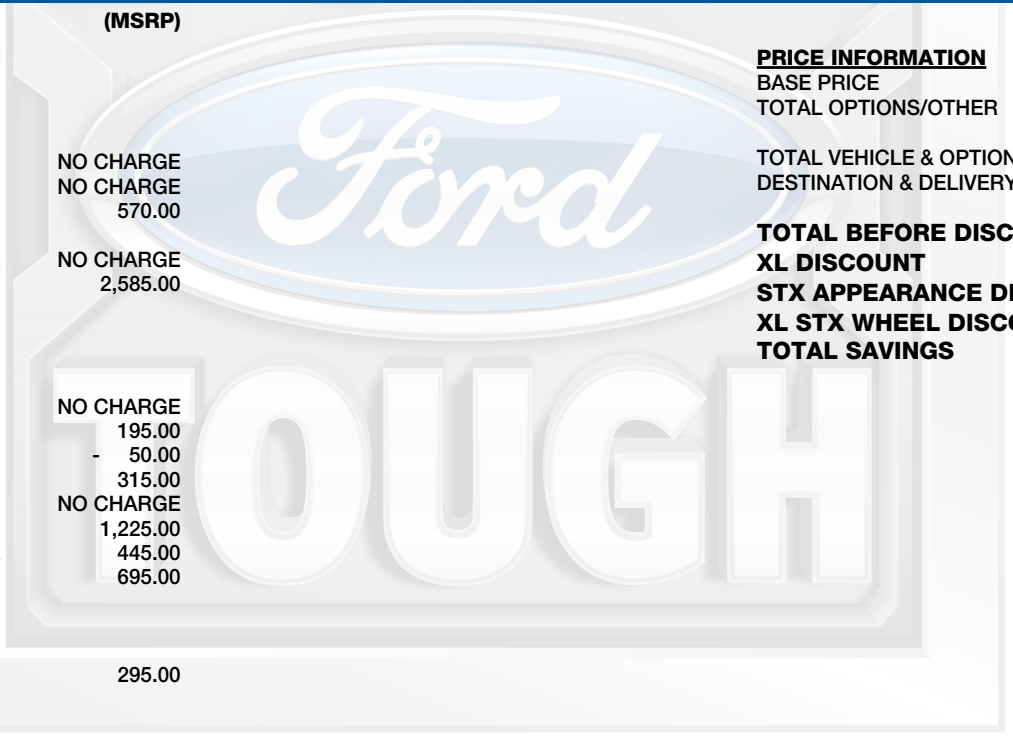 (MSRP)
NO CHARGE
NO CHARGE
570.00
NO CHARGE
2,585.00
NO CHARGE
195.00
- 50.00
315.00
NO CHARGE
1,225.00
445.00
695.00
295.00
PRICE INFORMATION
BASE PRICE
TOTAL OPTIONS/OTHER
TOTAL VEHICLE & OPTION
DESTINATION & DELIVERY
TOTAL BEFORE DISC
XL DISCOUNT
STX APPEARANCE DI
XL STX WHEEL DISCO
TOTAL SAVINGS
Ford
TOUGH